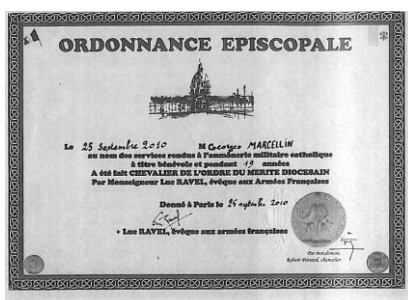 ORDONNANCE EPISCOPALE
Le 25 Septembre 2010 M Georges MARCELLIN
au nom des services rendus à l'aumônerie militaire catholique
à titre bénévole et pendant 19 années
A été fait CHEVALIER DE L'ORDRE DU MERITE DIOCESAIN
Par Monseigneur Luc RAVEL, évêque aux Armées Françaises
Donné à Paris le 25 septembre 2010
+ Luc RAVEL, évêque aux armées françaises
Par mandement,
Robert Poinard, chancelier